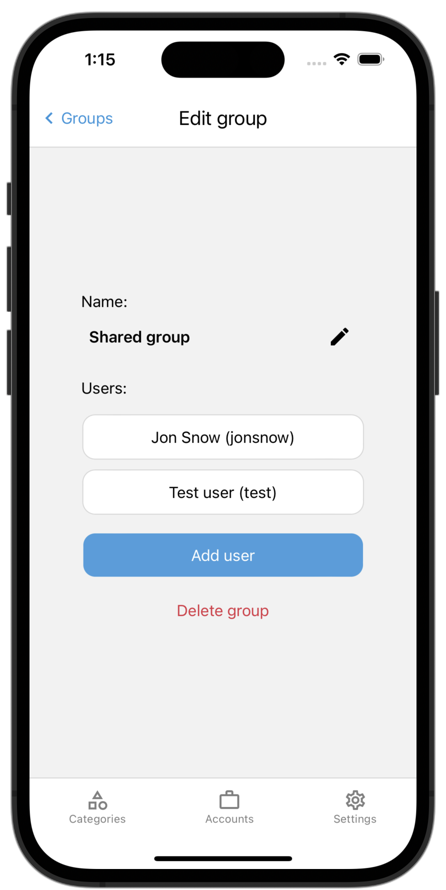 1:15
Groups
Edit group
Name:
Shared group
Users:
Jon Snow (jonsnow)
Test user (test)
Add user
Delete group
Categories
Accounts
Settings